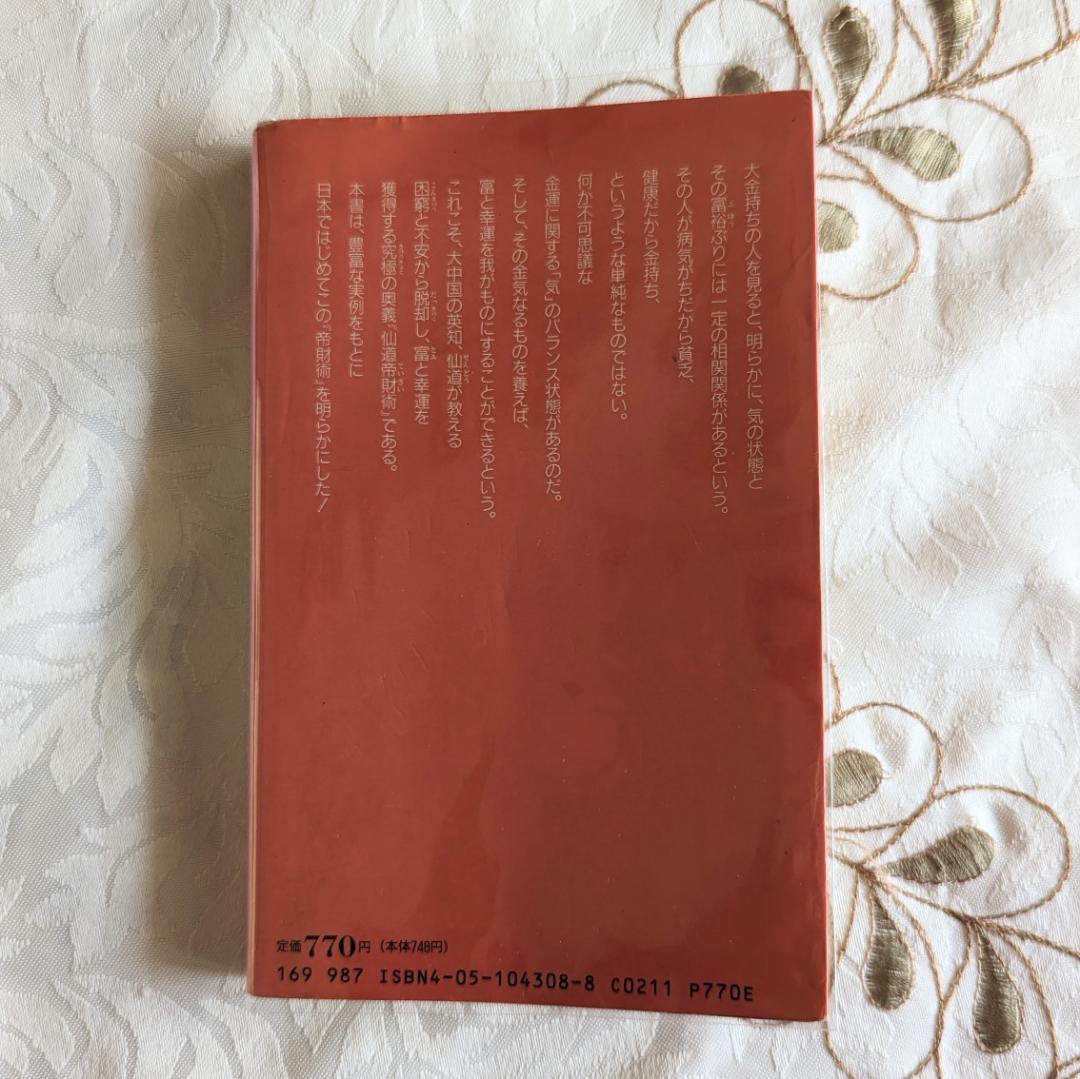 大金持ちの人を見ると、明らかに、気の状態と
その富裕ぶりには一定の相関関係があるという。
その人が病気がちだから貧乏、
健康だから金持ち、
というような単純なものではない。
何か不可思議な
金運に関する「気」のバランス状態があるのだ。
そして、その金気なるものを養えば、
富と幸運を我がものにすることができるという。
これこそ、大中国の英知、仙道が教える
困窮と不安から脱却し、富と幸運を
獲得する究極の奥義『仙道帝財術』である。
本書は、豊富な実例をもとに
日本ではじめてこの『帝財術』を明らかにした!
定価770円(本体748円)
169 987 ISBN4-05-104308-8 C0211 P770E